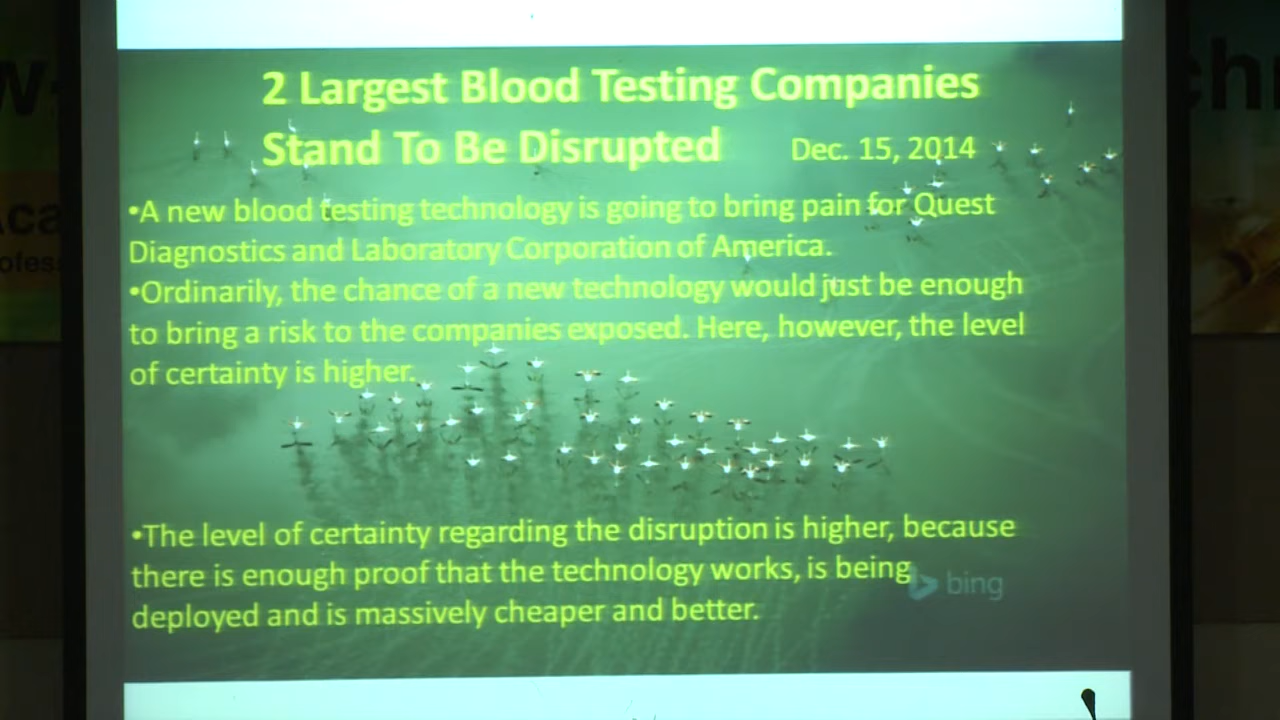 2 Largest Blood Testing Companies
Stand To Be Disrupted Dec. 15, 2014
•A new blood testing technology is going to bring pain for Quest
Diagnostics and Laboratory Corporation of America.
•Ordinarily, the chance of a new technology would just be enough
to bring a risk to the companies exposed. Here, however, the level
of certainty is higher.
•The level of certainty regarding the disruption is higher, because
there is enough proof that the technology works, is being
deployed and is massively cheaper and better.
bing